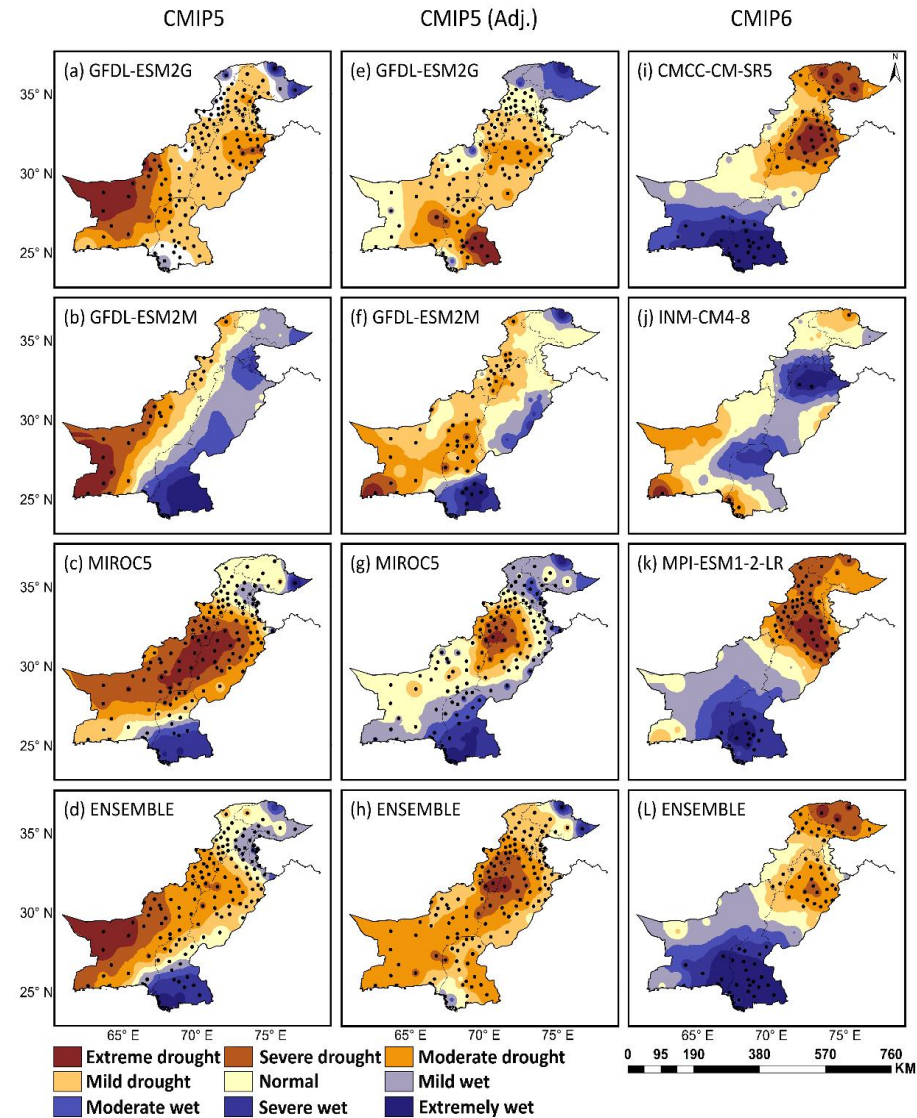 CMIP5 CMIP5 (Adj.) CMIP6
(a) GFDL-ESM2G (e) GFDL-ESM2G (i) CMCC-CM-SR5
N
35° N
30° N
25° N
(b) GFDL-ESM2M (f) GFDL-ESM2M (j) INM-CM4-8
35° N
30° N
25° N
(c) MIROC5 (g) MIROC5 (k) MPI-ESM1-2-LR
35° N
30° N
25° N
(d) ENSEMBLE (h) ENSEMBLE (L) ENSEMBLE
35° N
30° N
25° N
65° E 70° E 75° E 65° E 70° E 75° E 65° E 70° E 75° E
Extreme drought Severe drought Moderate drought
Mild drought Normal Mild wet
Moderate wet Severe wet Extremely wet
0 95 190 380 570 760
KM